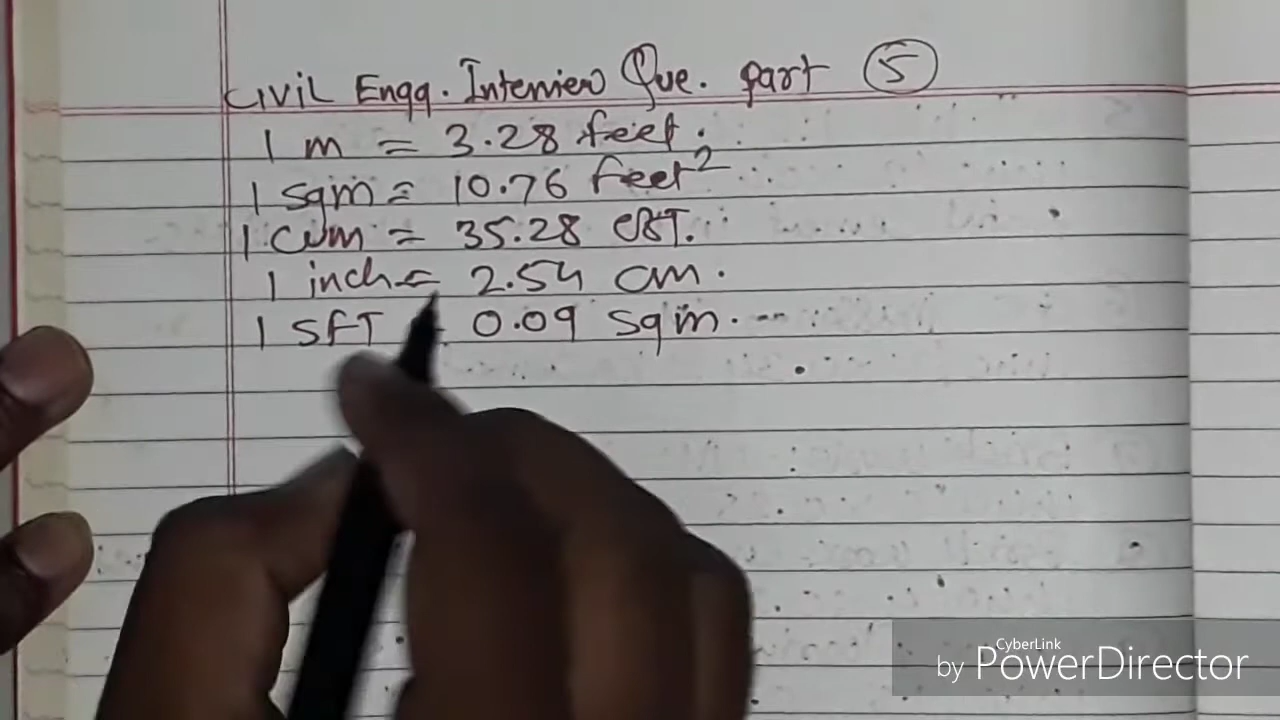 Civil Engg. Interview Que. part 5
1 m = 3.28 feet.
1 sqm = 10.76 feet²
1 cum = 35.28 CFT.
1 inch = 2.54 cm.
1 SFT = 0.09 sqm.
CyberLink
by PowerDirector